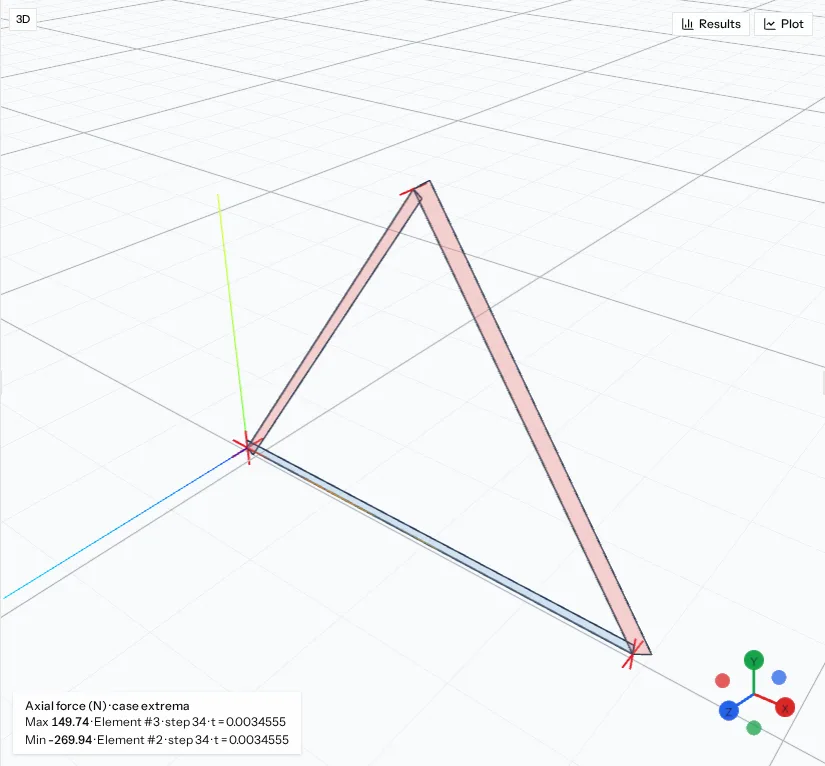 3D
Results
Plot
Axial force (N) · case extrema
Max 149.74 · Element #3 · step 34 · t = 0.0034555
Min -269.94 · Element #2 · step 34 · t = 0.0034555
Y
Z
X